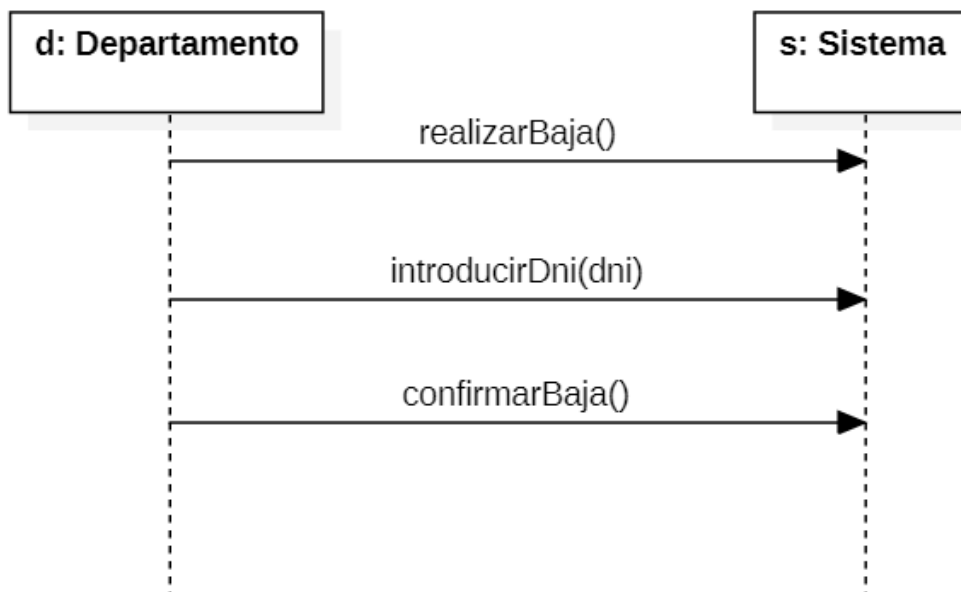 d: Departamento
s: Sistema
realizarBaja()
introducirDni(dni)
confirmarBaja()